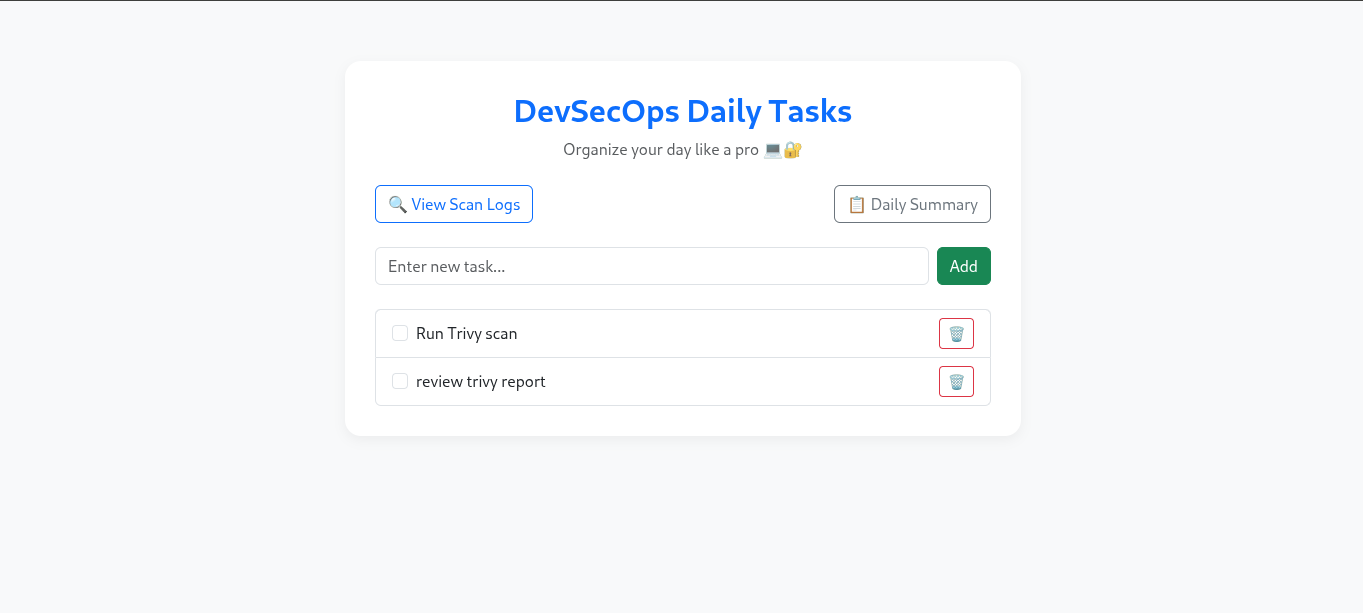 DevSecOps Daily Tasks
Organize your day like a pro 💻🔐
🔍 View Scan Logs
📋 Daily Summary
Enter new task...
Add
Run Trivy scan
review trivy report